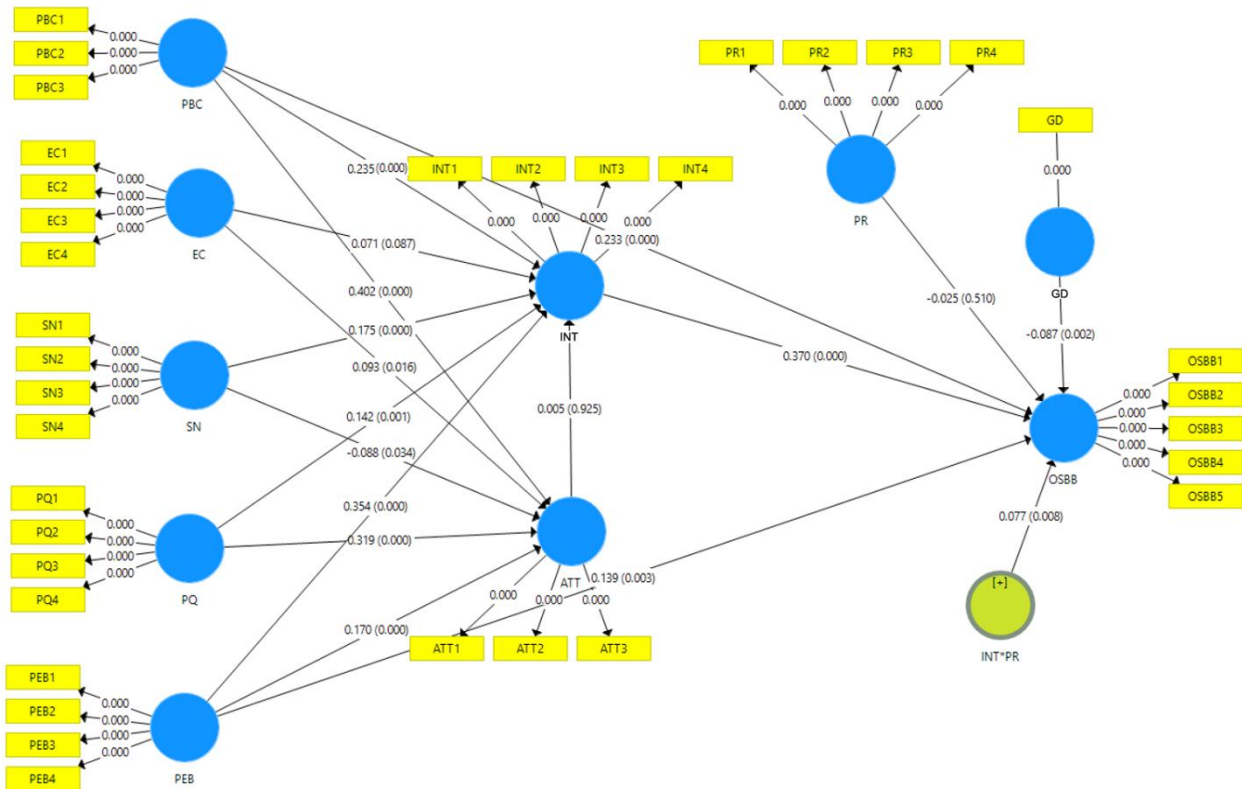 PBC1
PBC2
PBC3
0.000
0.000
0.000
PBC
EC1
EC2
EC3
EC4
0.000
0.000
0.000
0.000
EC
SN1
SN2
SN3
SN4
0.000
0.000
0.000
0.000
SN
PQ1
PQ2
PQ3
PQ4
0.000
0.000
0.000
0.000
PQ
PEB1
PEB2
PEB3
PEB4
0.000
0.000
0.000
0.000
PEB
0.235 (0.000)
0.071 (0.087)
0.402 (0.000)
0.175 (0.000)
0.093 (0.016)
0.142 (0.001)
-0.088 (0.034)
0.354 (0.000)
0.319 (0.000)
0.170 (0.000)
INT1
INT2
INT3
INT4
0.000
0.000
0.000
0.000
INT
0.005 (0.925)
ATT
0.000
0.000
0.000
ATT1
ATT2
ATT3
0.233 (0.000)
0.370 (0.000)
0.139 (0.003)
PR1
PR2
PR3
PR4
0.000
0.000
0.000
0.000
PR
-0.025 (0.510)
GD
0.000
GD
-0.087 (0.002)
OSBB1
OSBB2
OSBB3
OSBB4
OSBB5
0.000
0.000
0.000
0.000
0.000
OSBB
0.077 (0.008)
[+]
INT*PR